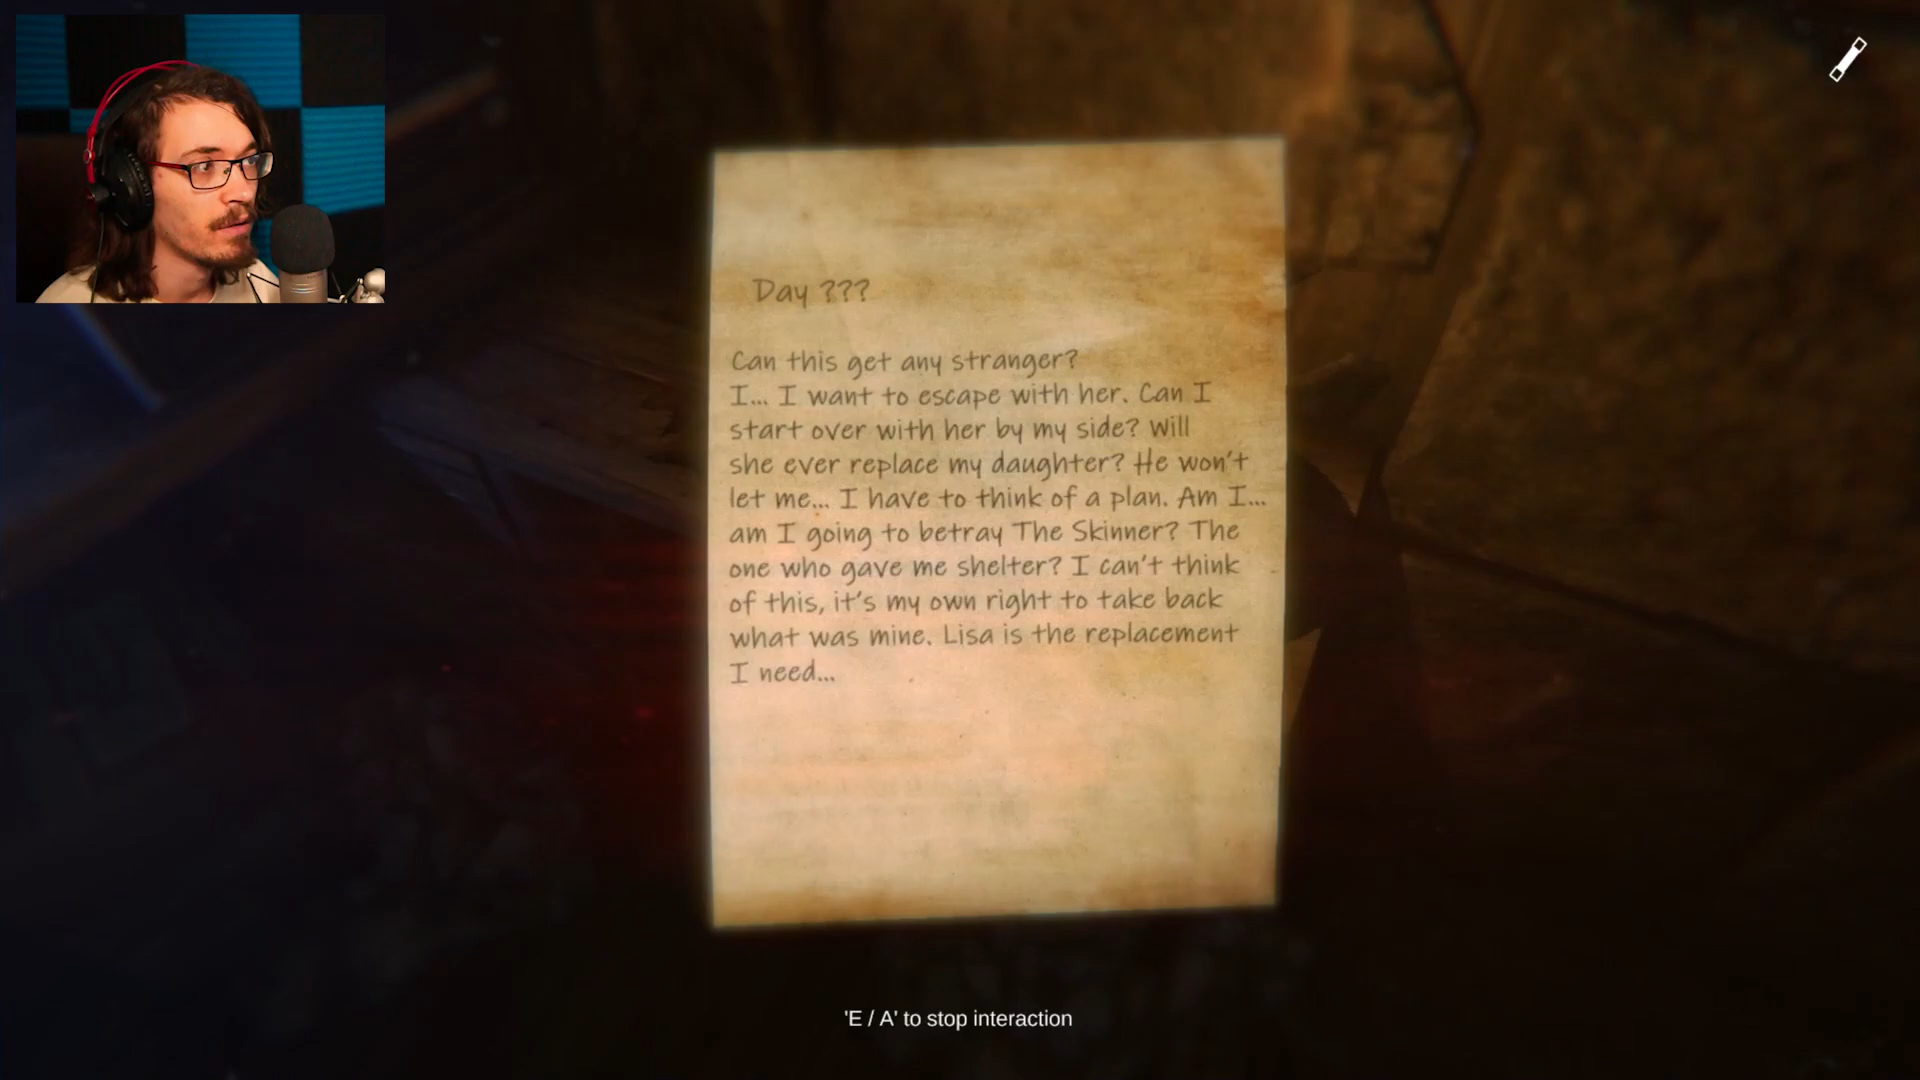 Day ???
Can this get any stranger?
I... I want to escape with her. Can I
start over with her by my side? Will
she ever replace my daughter? He won't
let me... I have to think of a plan. Am I...
am I going to betray The Skinner? The
one who gave me shelter? I can't think
of this, it's my own right to take back
what was mine. Lisa is the replacement
I need...
'E / A' to stop interaction